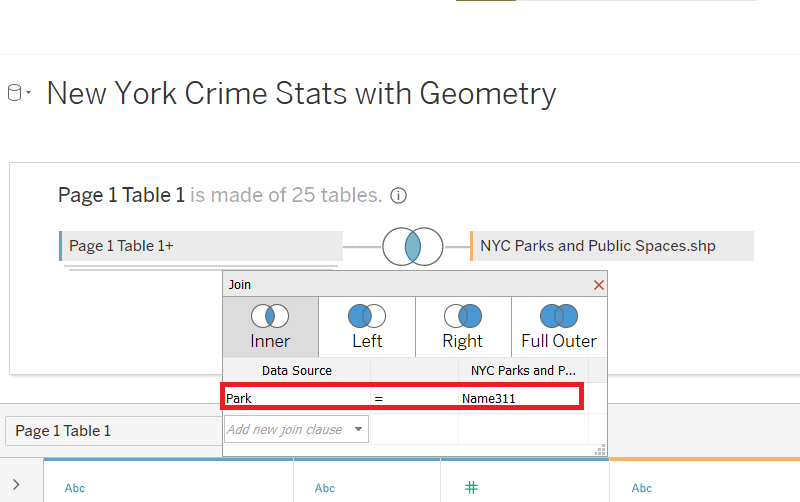 New York Crime Stats with Geometry
Page 1 Table 1 is made of 25 tables.
Page 1 Table 1+
NYC Parks and Public Spaces.shp
Join
Inner
Left
Right
Full Outer
Data Source
NYC Parks and P...
Park = Name311
Add new join clause
Page 1 Table 1
Abc
Abc
#
Abc